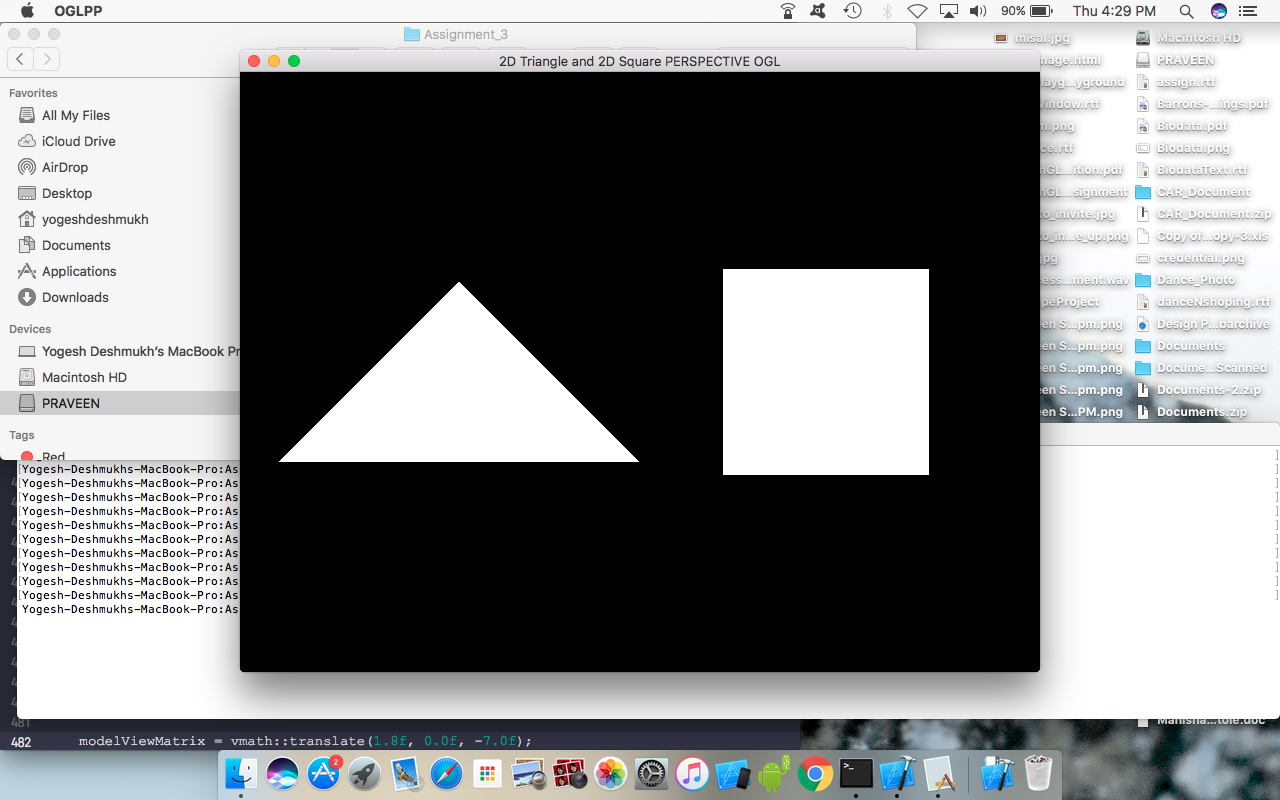 OGLPP
90%
Thu 4:29 PM
Assignment_3
2D Triangle and 2D Square PERSPECTIVE OGL
Favorites
All My Files
iCloud Drive
AirDrop
Desktop
yogeshdeshmukh
Documents
Applications
Downloads
Devices
Yogesh Deshmukh's MacBook Pr
Macintosh HD
PRAVEEN
Tags
Red
misal.jpg
mage.html
layg...yground
indow.rtf
m.png
ce.rtf
nGL...ition.pdf
nGL...signment
to_inivite.jpg
to_in...e_up.png
jpg
cess...ment.wav
peProject
een S...pm.png
een S...pm.png
een S...pm.png
een S...pm.png
een S...PM.png
Macintosh HD
PRAVEEN
assign.rtf
Barrons-...ings.pdf
Biodata.pdf
Biodata.png
BiodataText.rtf
CAR_Document
CAR_Document.zip
Copy of...opy-3.xls
credential.png
Dance_Photo
danceNshoping.rtf
Design P...barchive
Documents
Docume...Scanned
Documents-2.zip
Documents.zip
[Yogesh-Deshmukhs-MacBook-Pro:As ]
[Yogesh-Deshmukhs-MacBook-Pro:As ]
[Yogesh-Deshmukhs-MacBook-Pro:As ]
[Yogesh-Deshmukhs-MacBook-Pro:As ]
[Yogesh-Deshmukhs-MacBook-Pro:As ]
[Yogesh-Deshmukhs-MacBook-Pro:As ]
[Yogesh-Deshmukhs-MacBook-Pro:As ]
[Yogesh-Deshmukhs-MacBook-Pro:As ]
[Yogesh-Deshmukhs-MacBook-Pro:As ]
[Yogesh-Deshmukhs-MacBook-Pro:As ]
Yogesh-Deshmukhs-MacBook-Pro:As
481
482 modelViewMatrix = vmath::translate(1.8f, 0.0f, -7.0f);
Manisha...tole.doc
2